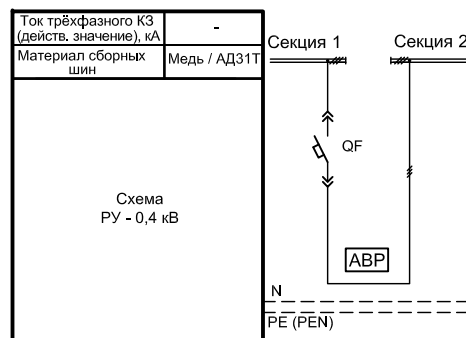 Ток трёхфазного КЗ
(действ. значение), кА
-
Материал сборных
шин
Медь / АД31Т
Секция 1
Секция 2
QF
Схема
РУ - 0,4 кВ
АВР
N
PE (PEN)